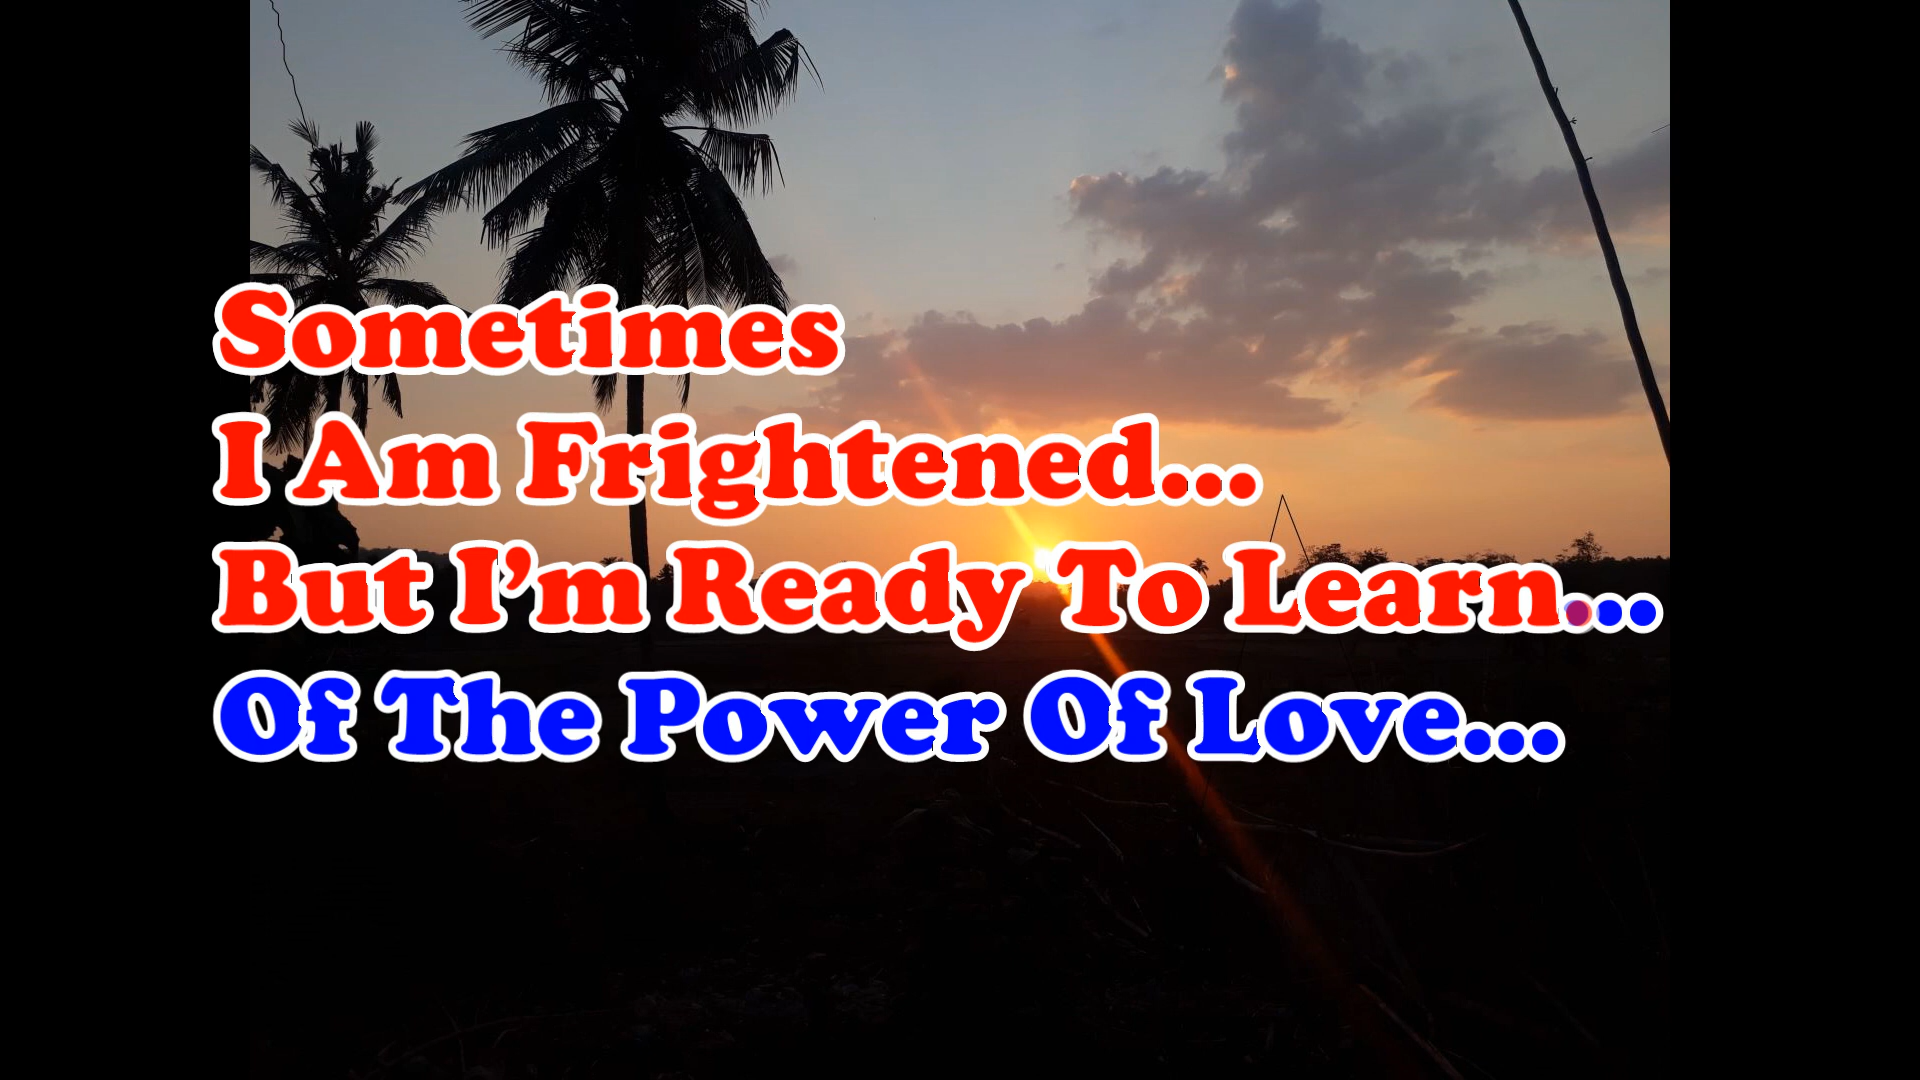 Sometimes
I Am Frightened...
But I’m Ready To Learn...
Of The Power Of Love...